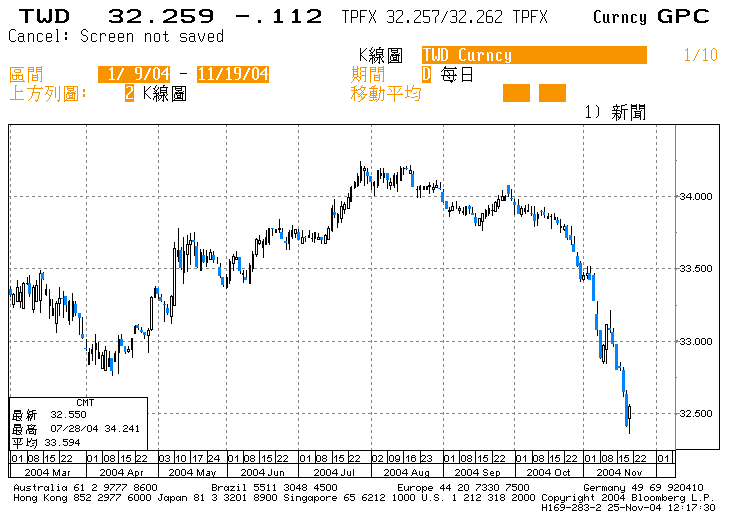 TWD 32.259 -.112 TPFX 32.257/32.262 TPFX Curncy GPC
Cancel: Screen not saved
K線圖 TWD Curncy 1/10
區間 1/ 9/04 - 11/19/04 期間 D 每日
上方列圖: 2 K線圖 移動平均
1) 新聞
34.000
33.500
33.000
32.500
CMT
最新 32.550
最高 07/28/04 34.241
平均 33.594
01 08 15 22 01 08 15 22 03 10 17 24 01 08 15 22 01 08 15 22 02 09 16 23 01 08 15 22 01 08 15 22 01 08 15 22 01
2004 Mar 2004 Apr 2004 May 2004 Jun 2004 Jul 2004 Aug 2004 Sep 2004 Oct 2004 Nov
Australia 61 2 9777 8600 Brazil 5511 3048 4500 Europe 44 20 7330 7500 Germany 49 69 920410
Hong Kong 852 2977 6000 Japan 81 3 3201 8900 Singapore 65 6212 1000 U.S. 1 212 318 2000 Copyright 2004 Bloomberg L.P.
H169-283-2 25-Nov-04 12:17:30